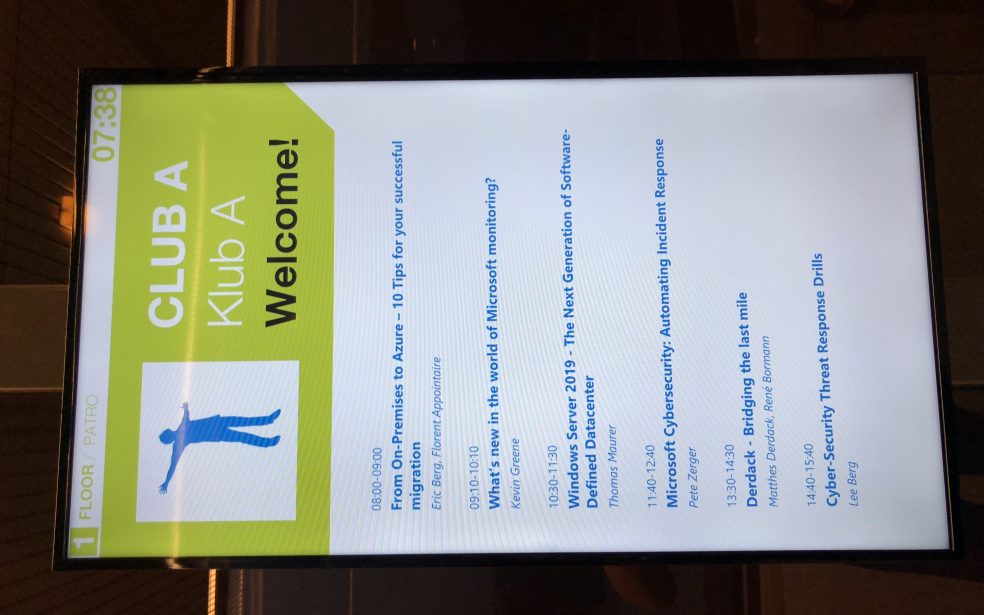 1 FLOOR / PATRO
07:38
CLUB A
Klub A
Welcome!
08:00-09:00
From On-Premises to Azure – 10 Tips for your successful
migration
Eric Berg, Florent Appointaire
09:10-10:10
What's new in the world of Microsoft monitoring?
Kevin Greene
10:30-11:30
Windows Server 2019 - The Next Generation of Software-
Defined Datacenter
Thomas Maurer
11:40-12:40
Microsoft Cybersecurity: Automating Incident Response
Pete Zerger
13:30-14:30
Derdack - Bridging the last mile
Matthes Derdack, René Bormann
14:40-15:40
Cyber-Security Threat Response Drills
Lee Berg